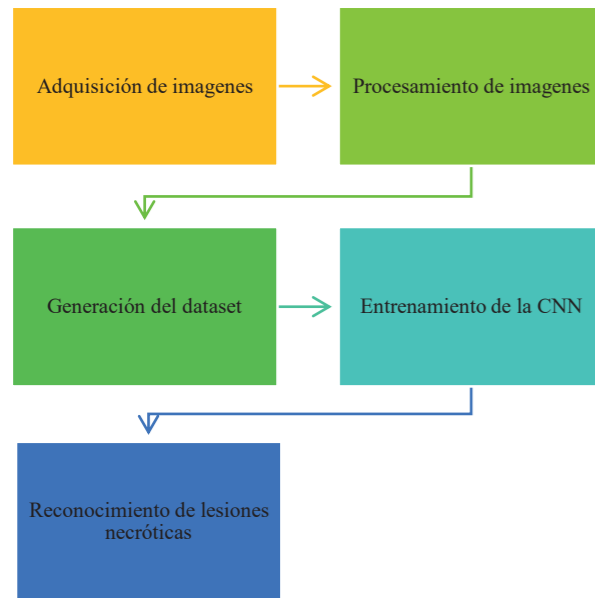 Adquisición de imagenes
Procesamiento de imagenes
Generación del dataset
Entrenamiento de la CNN
Reconocimiento de lesiones
necróticas